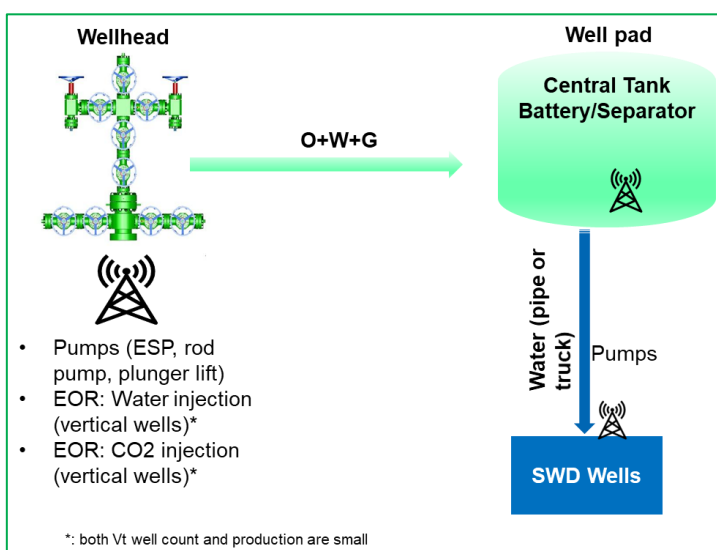 Wellhead
Well pad
Central Tank
Battery/Separator
O+W+G
Water (pipe or
truck)
Pumps
SWD Wells
• Pumps (ESP, rod
pump, plunger lift)
• EOR: Water injection
(vertical wells)*
• EOR: CO2 injection
(vertical wells)*
*: both Vt well count and production are small